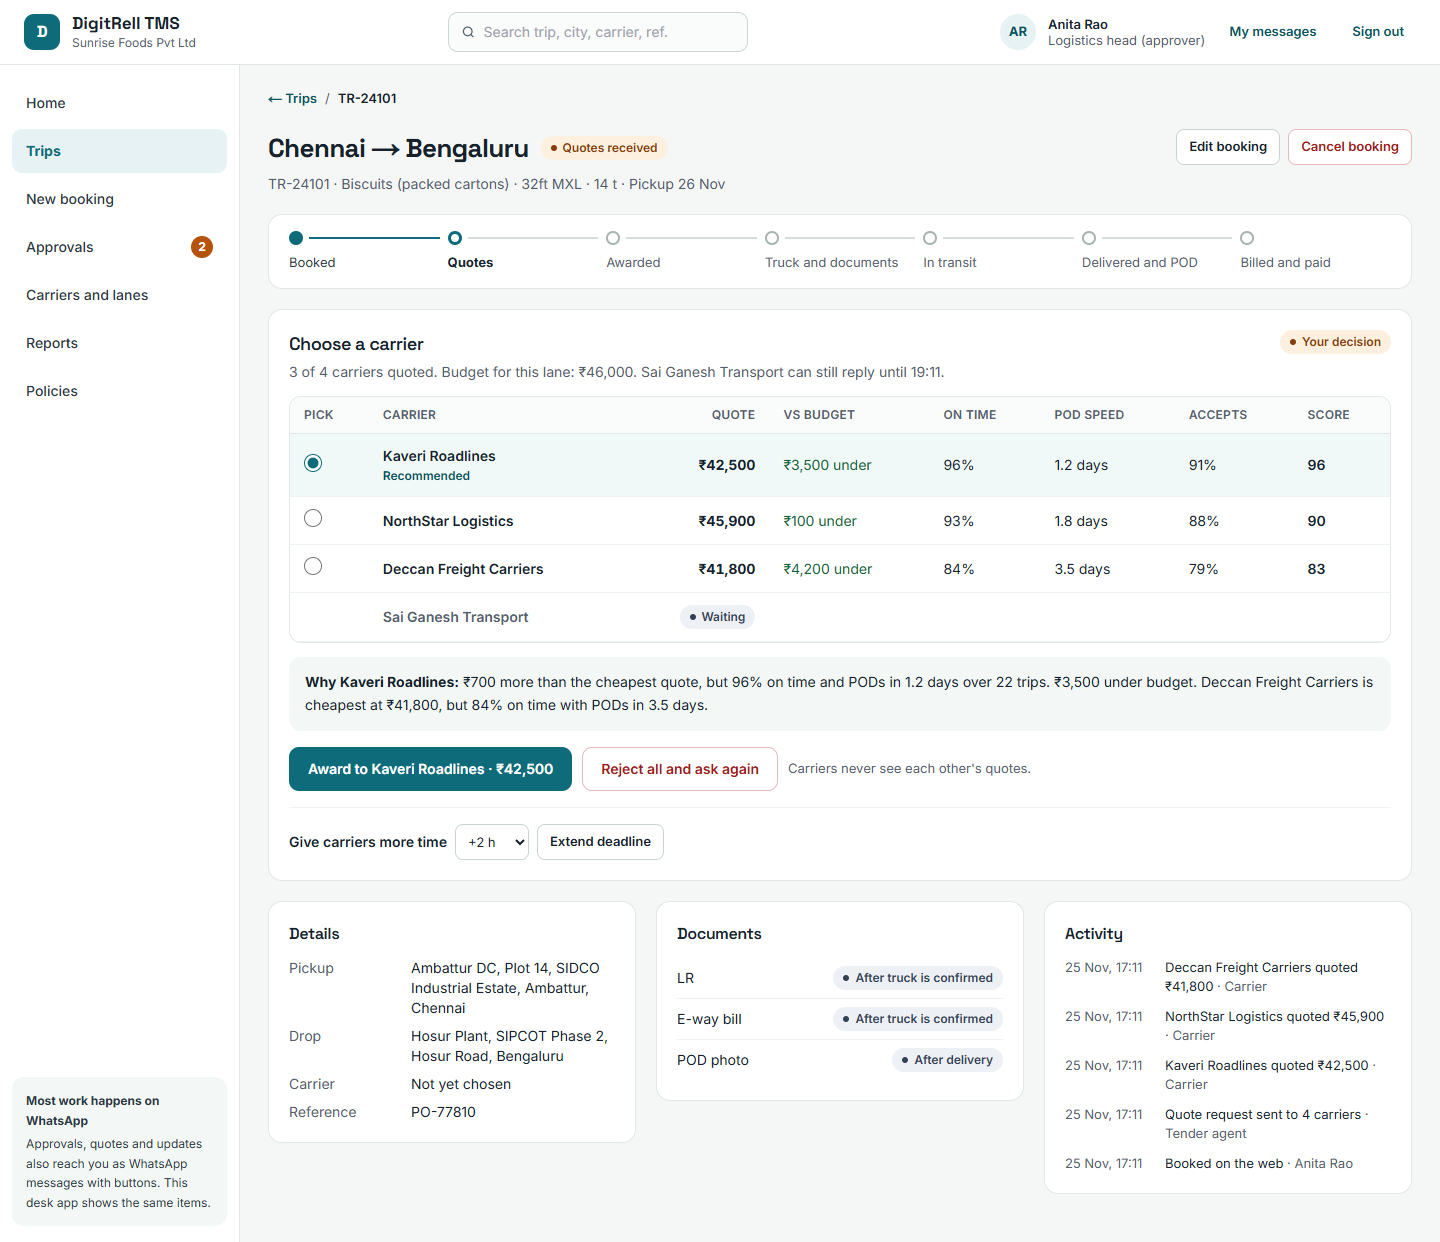 D
DigitRell TMS
Sunrise Foods Pvt Ltd
Search trip, city, carrier, ref.
AR
Anita Rao
Logistics head (approver)
My messages
Sign out
Home
Trips
New booking
Approvals
2
Carriers and lanes
Reports
Policies
Most work happens on
WhatsApp
Approvals, quotes and updates
also reach you as WhatsApp
messages with buttons. This
desk app shows the same items.
← Trips / TR-24101
Chennai → Bengaluru
Quotes received
Edit booking
Cancel booking
TR-24101 · Biscuits (packed cartons) · 32ft MXL · 14 t · Pickup 26 Nov
Booked
Quotes
Awarded
Truck and documents
In transit
Delivered and POD
Billed and paid
Choose a carrier
Your decision
3 of 4 carriers quoted. Budget for this lane: ₹46,000. Sai Ganesh Transport can still reply until 19:11.
PICK CARRIER QUOTE VS BUDGET ON TIME POD SPEED ACCEPTS SCORE
Kaveri Roadlines
Recommended
₹42,500 ₹3,500 under 96% 1.2 days 91% 96
NorthStar Logistics ₹45,900 ₹100 under 93% 1.8 days 88% 90
Deccan Freight Carriers ₹41,800 ₹4,200 under 84% 3.5 days 79% 83
Sai Ganesh Transport Waiting
Why Kaveri Roadlines: ₹700 more than the cheapest quote, but 96% on time and PODs in 1.2 days over 22 trips. ₹3,500 under budget. Deccan Freight Carriers is
cheapest at ₹41,800, but 84% on time with PODs in 3.5 days.
Award to Kaveri Roadlines · ₹42,500
Reject all and ask again
Carriers never see each other's quotes.
Give carriers more time
+2 h
Extend deadline
Details
Pickup
Ambattur DC, Plot 14, SIDCO
Industrial Estate, Ambattur,
Chennai
Drop
Hosur Plant, SIPCOT Phase 2,
Hosur Road, Bengaluru
Carrier
Not yet chosen
Reference
PO-77810
Documents
LR
After truck is confirmed
E-way bill
After truck is confirmed
POD photo
After delivery
Activity
25 Nov, 17:11 Deccan Freight Carriers quoted
₹41,800 · Carrier
25 Nov, 17:11 NorthStar Logistics quoted ₹45,900
· Carrier
25 Nov, 17:11 Kaveri Roadlines quoted ₹42,500 ·
Carrier
25 Nov, 17:11 Quote request sent to 4 carriers ·
Tender agent
25 Nov, 17:11 Booked on the web · Anita Rao